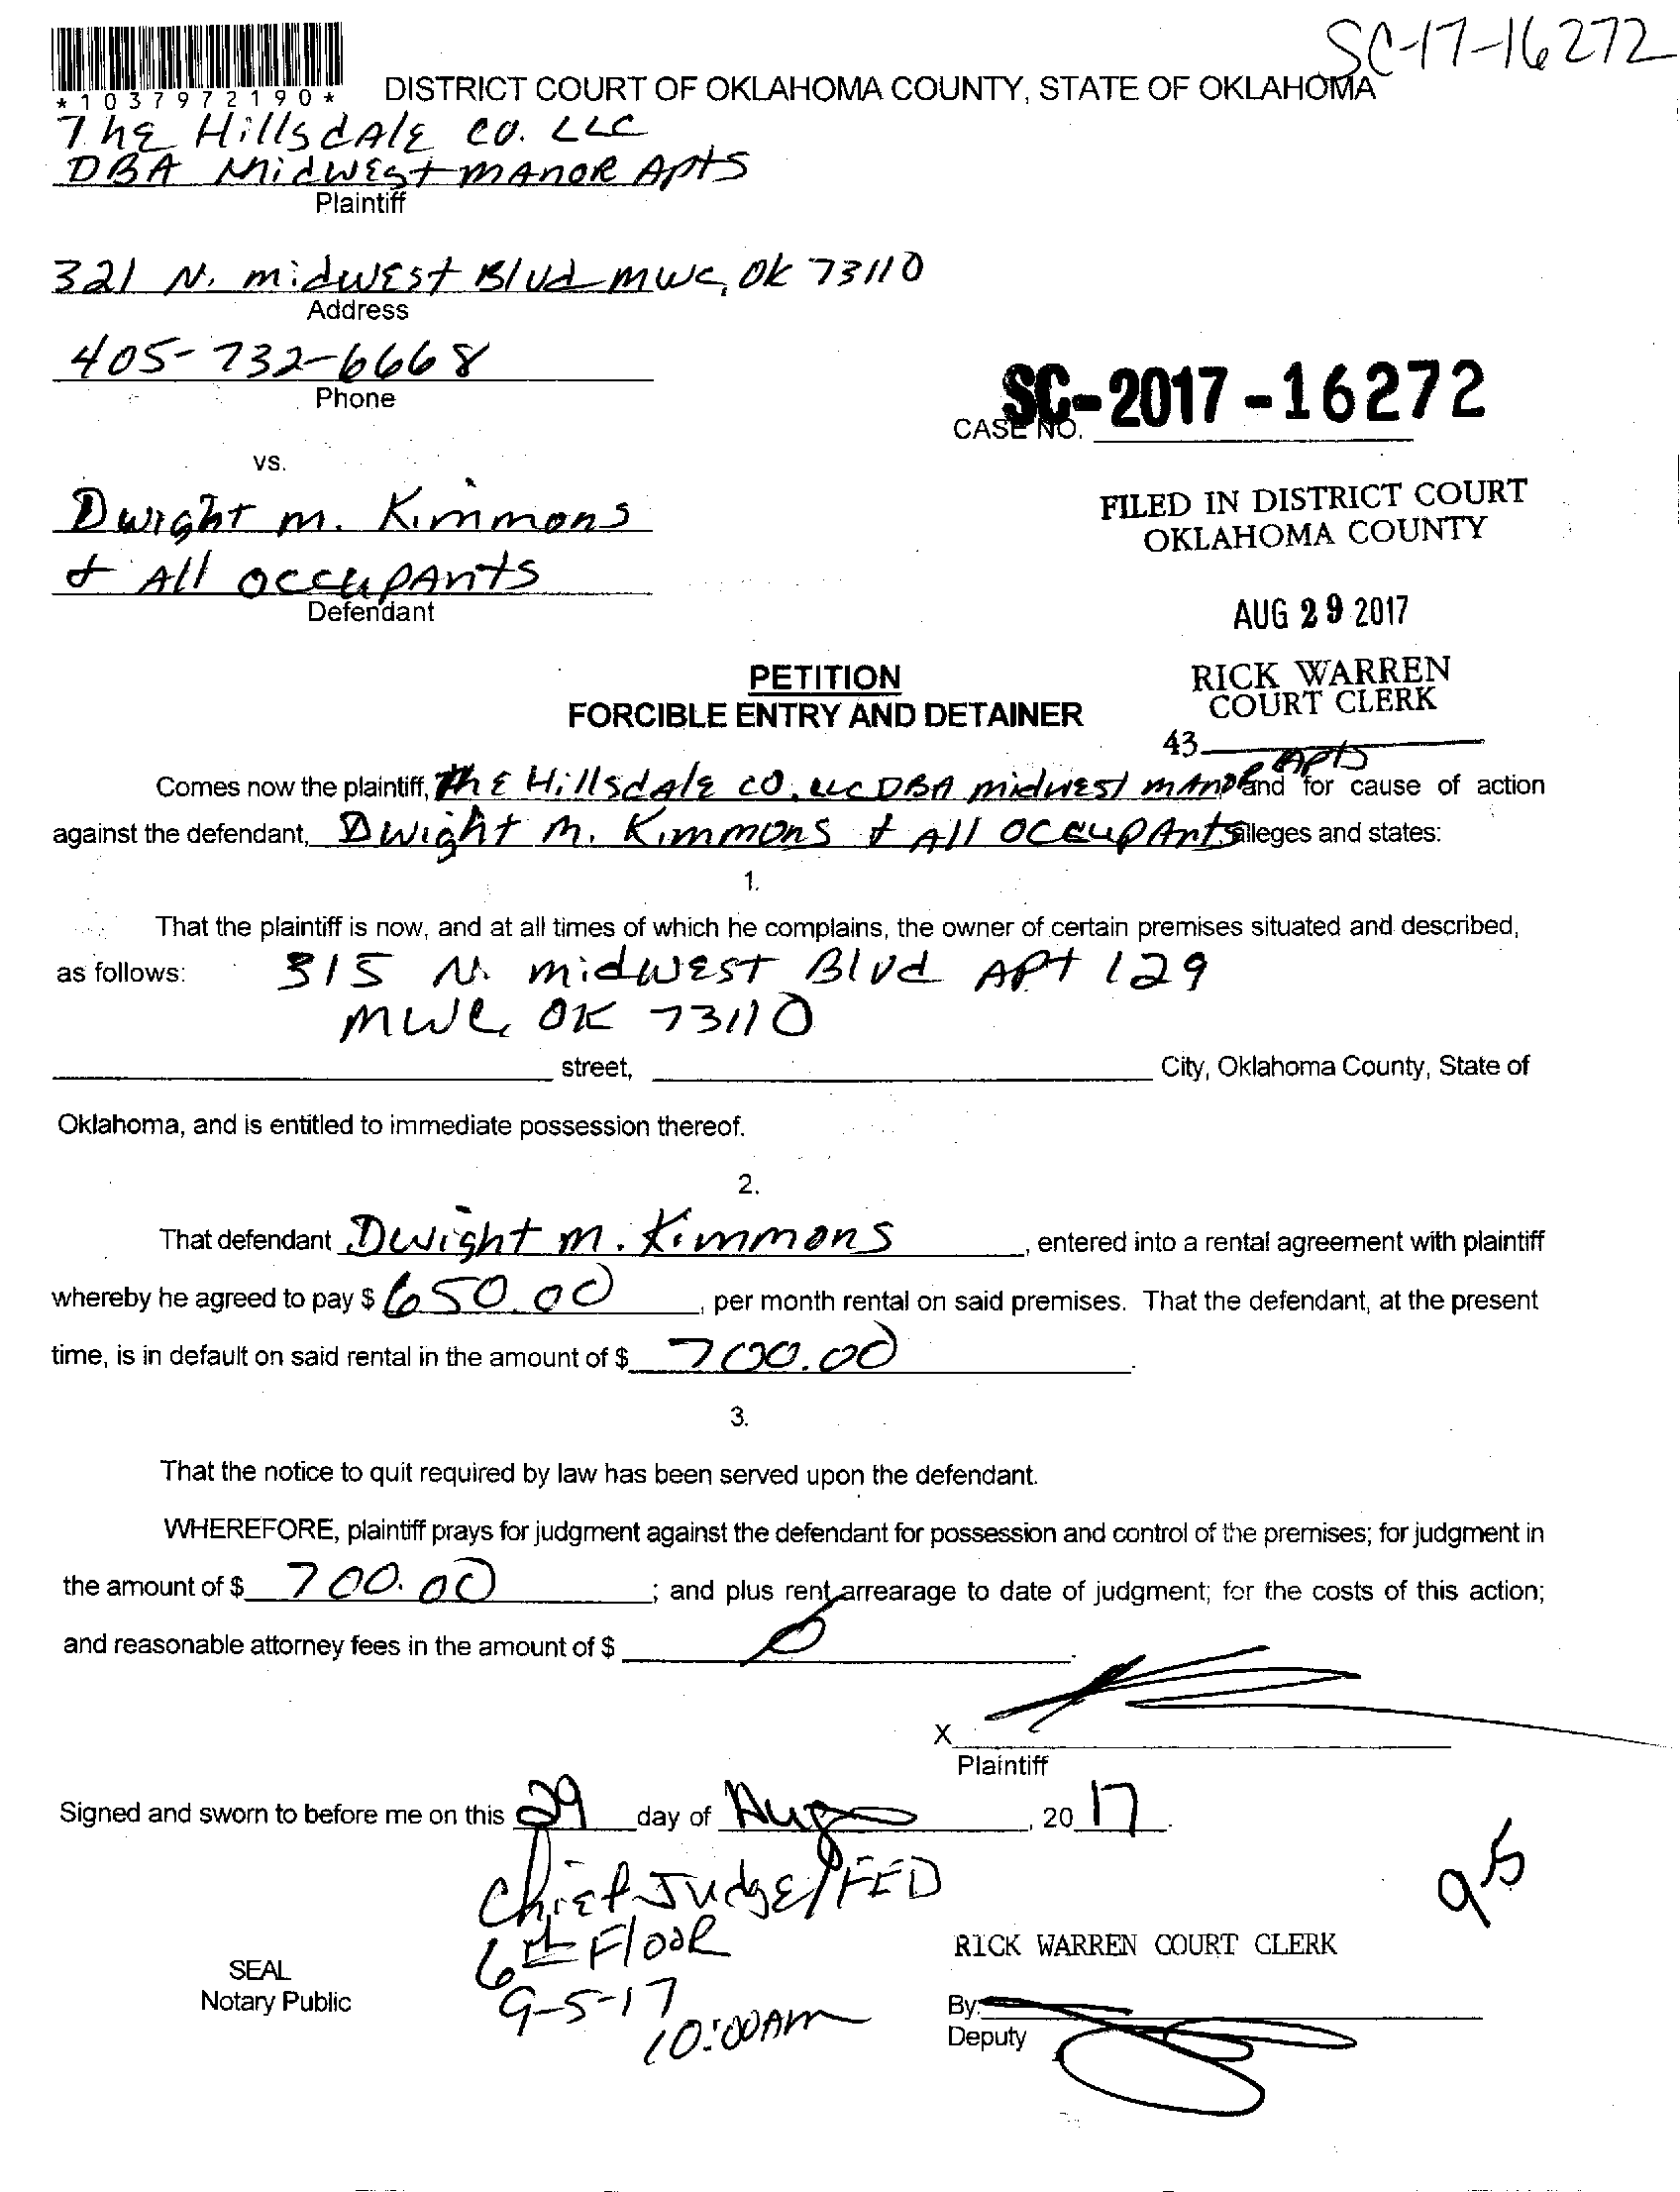 SC-17-16272
*1037972190*
DISTRICT COURT OF OKLAHOMA COUNTY, STATE OF OKLAHOMA
The Hillsdale CO. LLC
DBA Midwest Manor Apts
Plaintiff
321 N. Midwest Blvd MWC, OK 73110
Address
405-732-6668
Phone
SC-2017-16272
CASE NO.
vs.
Dwight M. Kimmons
& All Occupants
Defendant
FILED IN DISTRICT COURT
OKLAHOMA COUNTY
AUG 29 2017
RICK WARREN
COURT CLERK
43
PETITION
FORCIBLE ENTRY AND DETAINER
Comes now the plaintiff, The Hillsdale CO. LLC DBA Midwest Manor Apts and for cause of action
against the defendant, Dwight M. Kimmons & All Occupants alleges and states:
1.
That the plaintiff is now, and at all times of which he complains, the owner of certain premises situated and described,
as follows: 315 N. Midwest Blvd Apt 129
MWC, OK 73110
street, City, Oklahoma County, State of
Oklahoma, and is entitled to immediate possession thereof.
2.
That defendant Dwight M. Kimmons, entered into a rental agreement with plaintiff
whereby he agreed to pay $ 650.00, per month rental on said premises. That the defendant, at the present
time, is in default on said rental in the amount of $ 700.00.
3.
That the notice to quit required by law has been served upon the defendant.
WHEREFORE, plaintiff prays for judgment against the defendant for possession and control of the premises; for judgment in
the amount of $ 700.00; and plus rent arrearage to date of judgment; for the costs of this action;
and reasonable attorney fees in the amount of $ 0.
X
Plaintiff
Signed and sworn to before me on this 29 day of Aug, 2017.
Chief Judge/FED
6th Floor
9-5-17
10:00AM
95
SEAL
Notary Public
RICK WARREN COURT CLERK
By:
Deputy